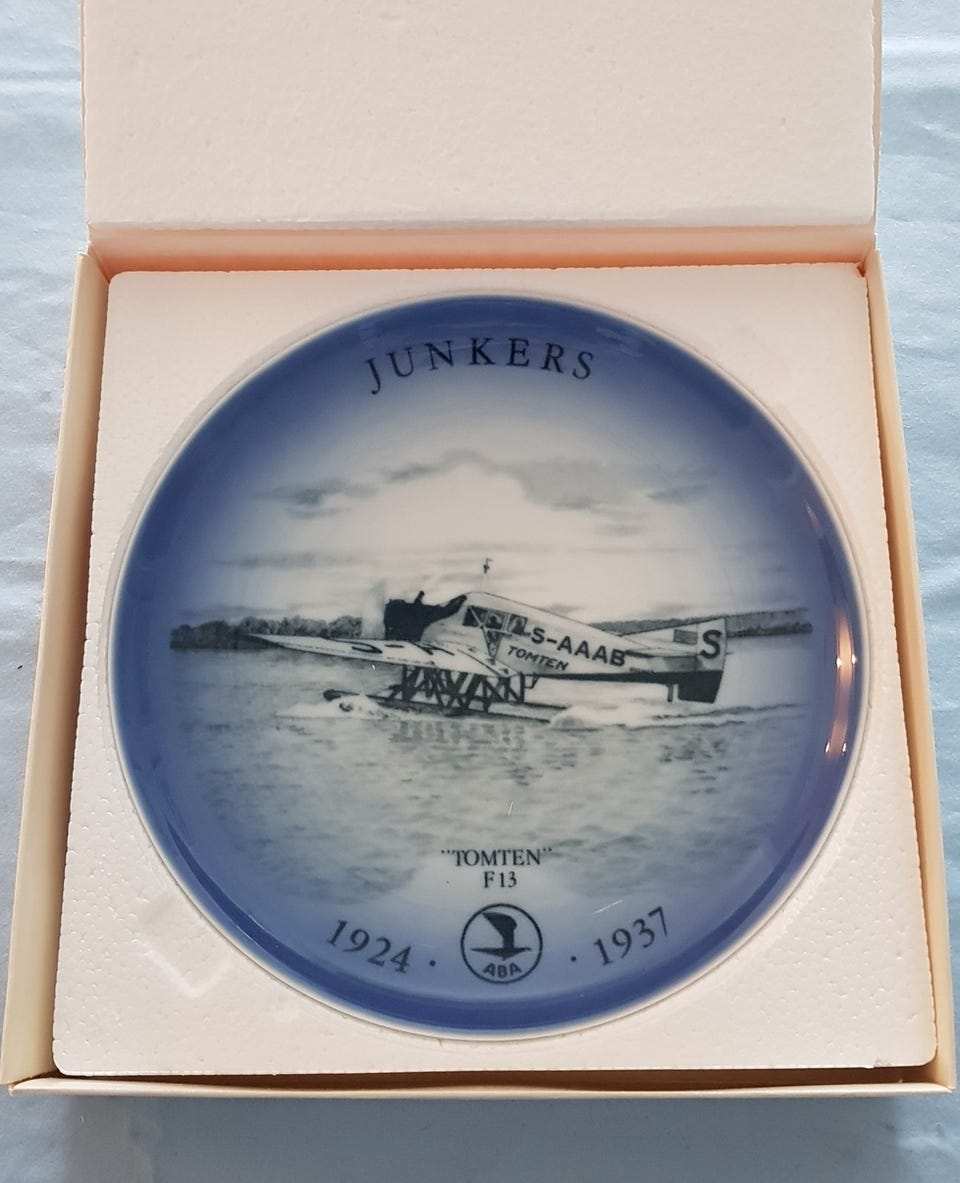 JUNKERS
S-AAAB
S
TOMTEN
"TOMTEN"
F13
1924 · ABA · 1937